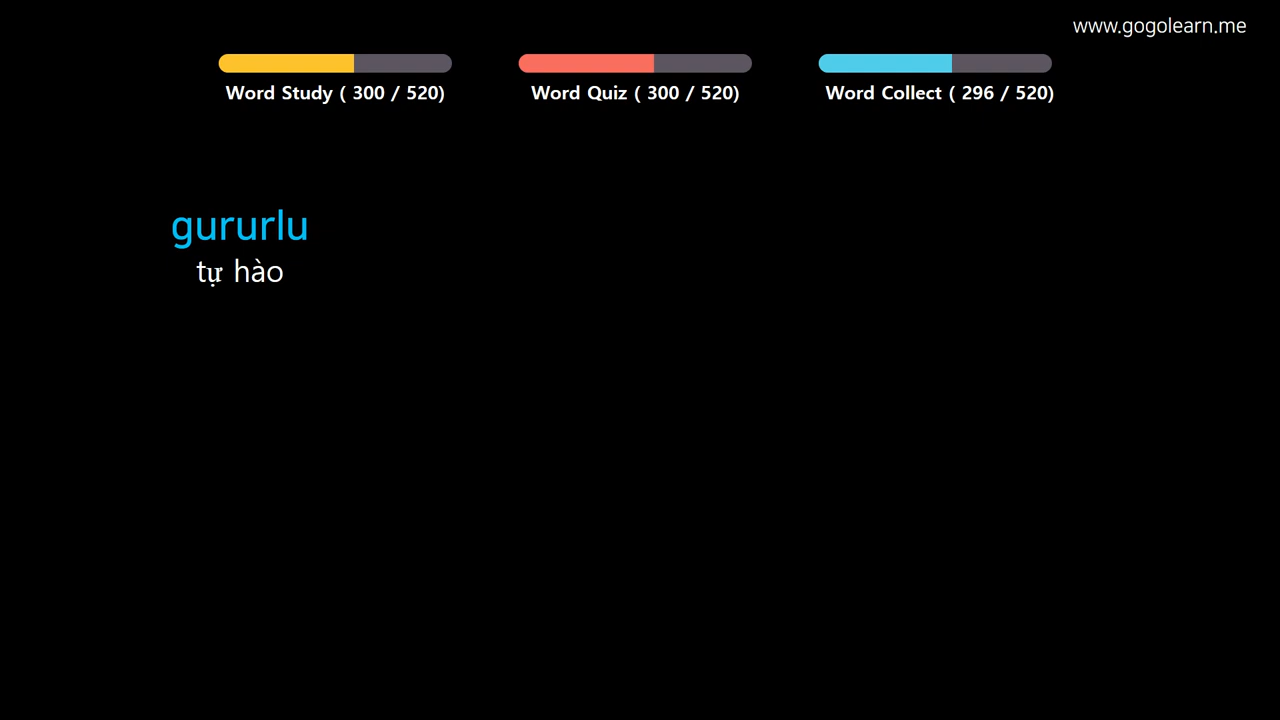 www.gogolearn.me
Word Study ( 300 / 520)
Word Quiz ( 300 / 520)
Word Collect ( 296 / 520)
gururlu
tự hào